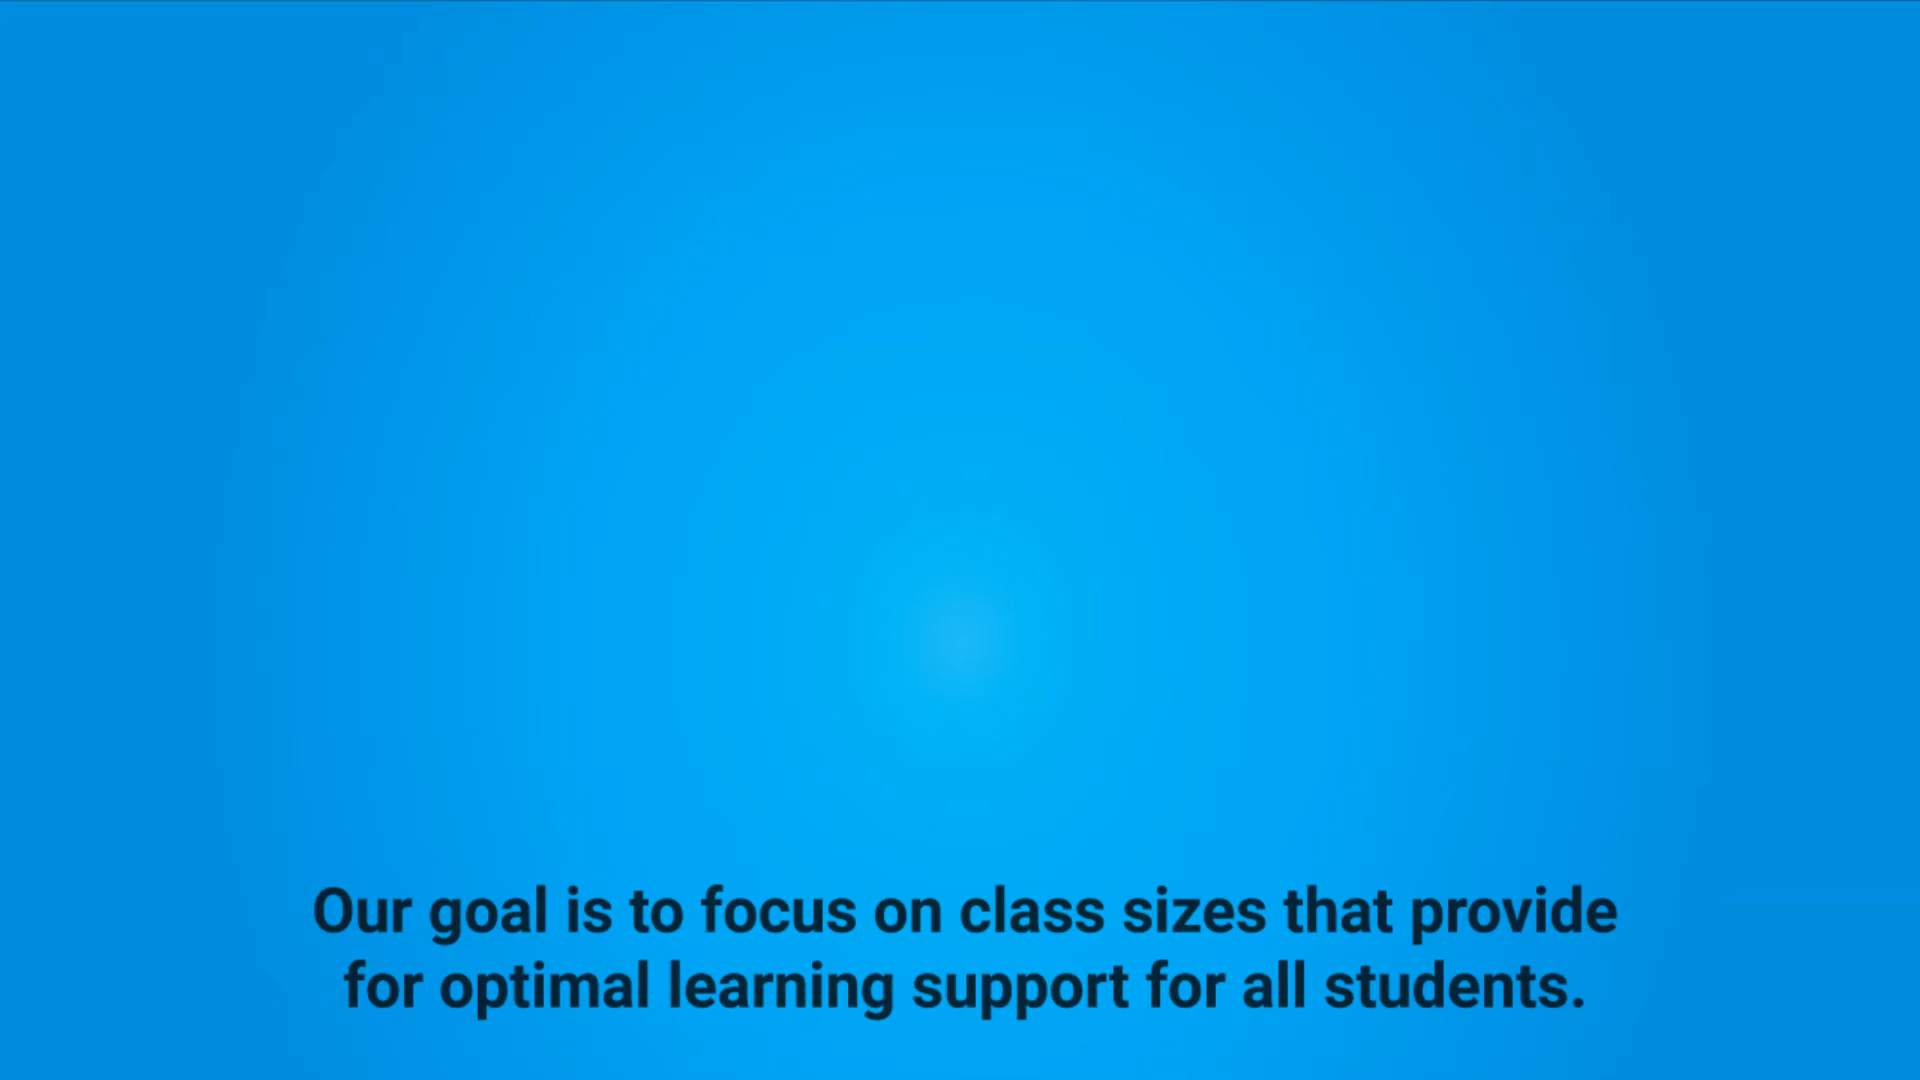 Our goal is to focus on class sizes that provide
for optimal learning support for all students.